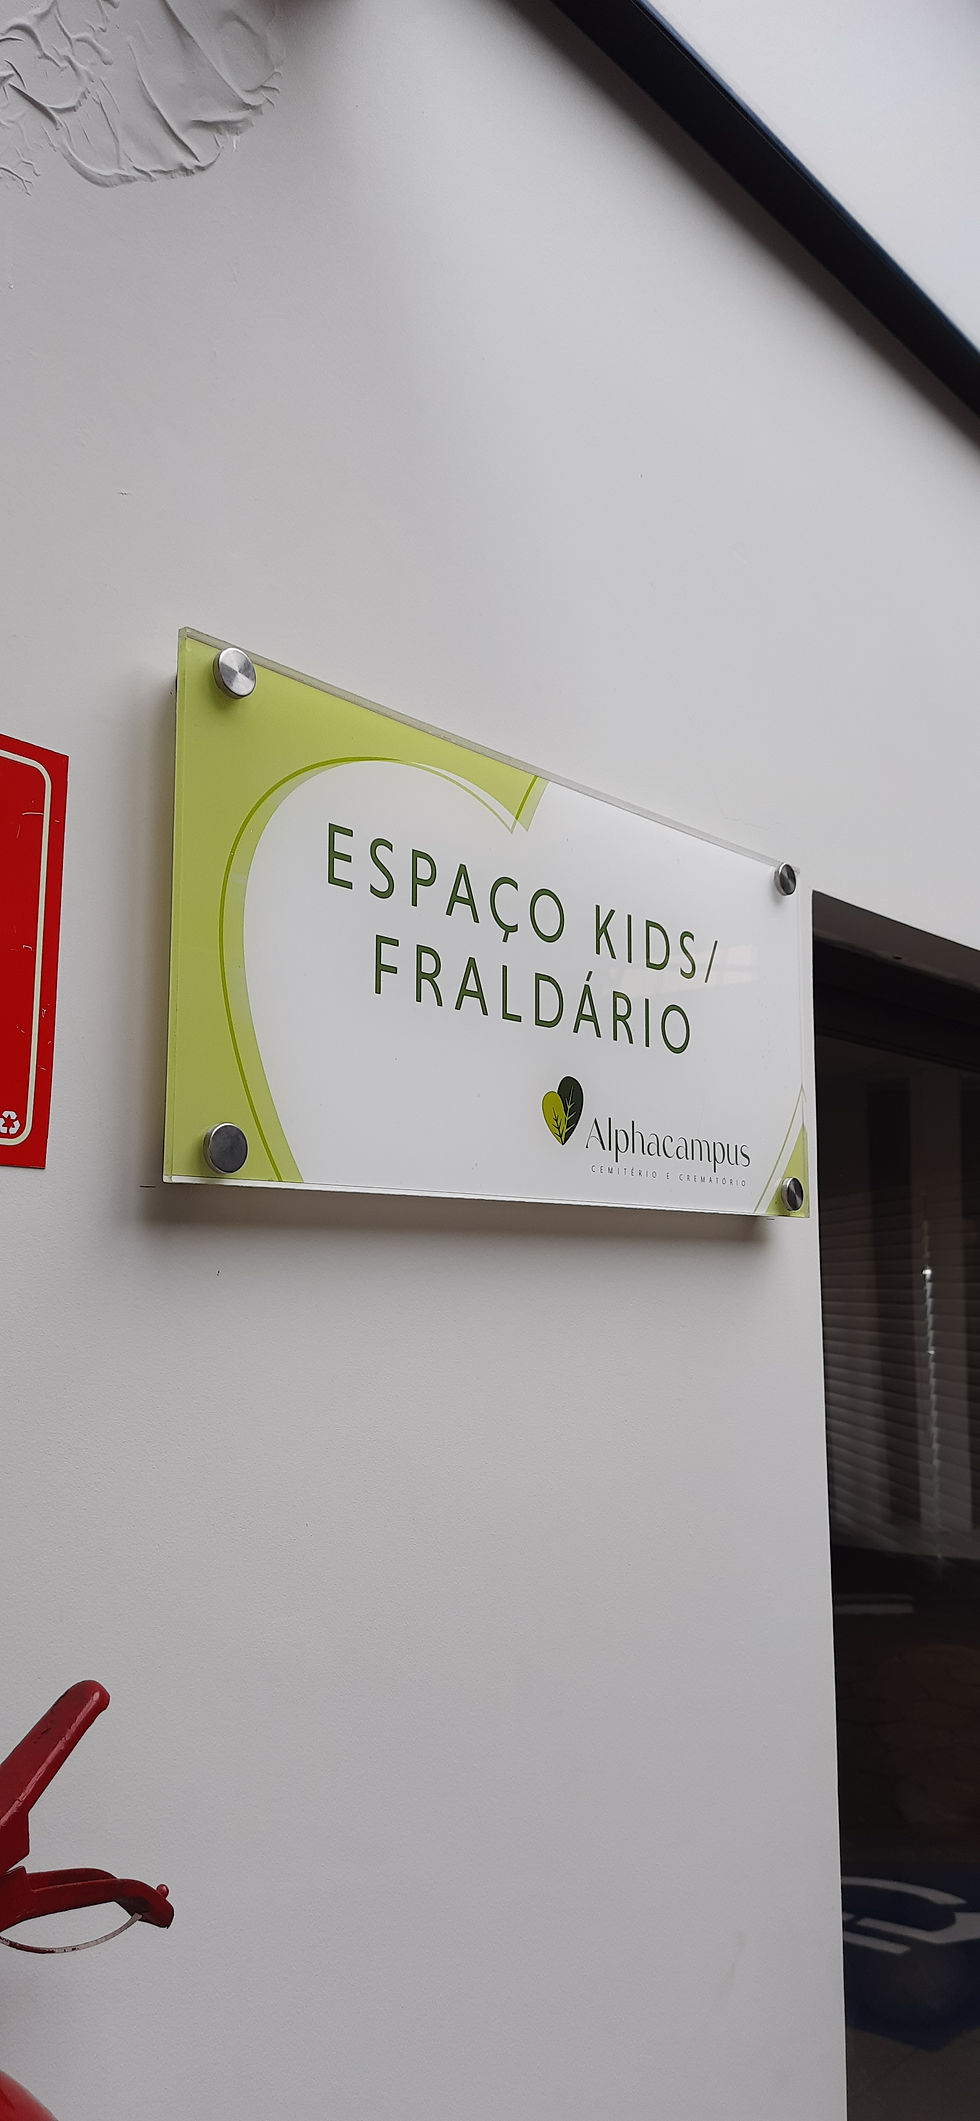 ESPAÇO KIDS/
FRALDÁRIO
Alphacampus
CEMITÉRIO E CREMATÓRIO